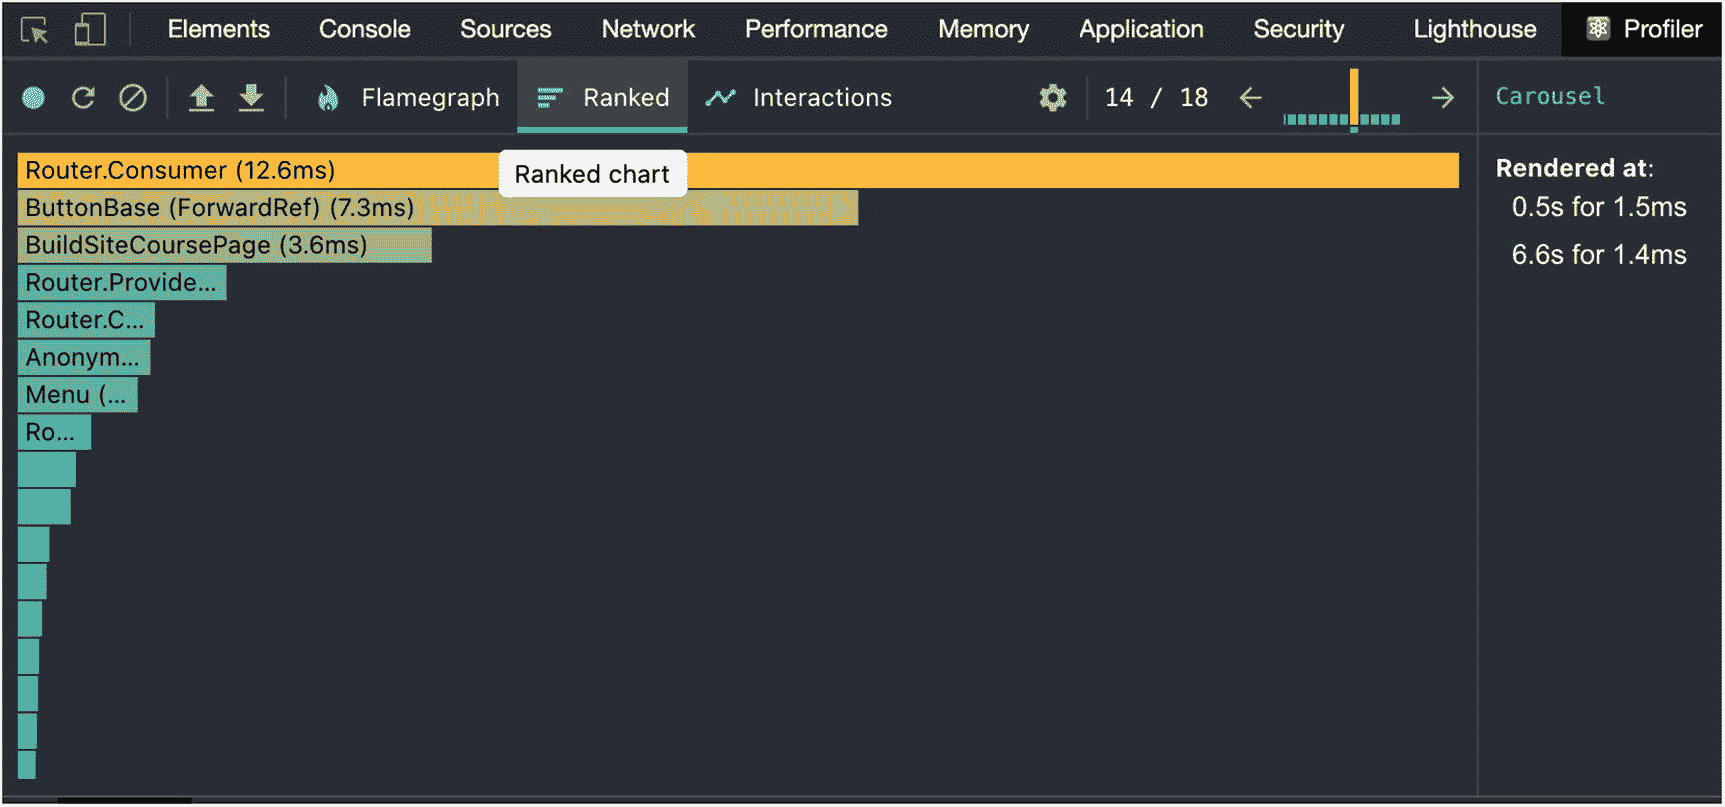 Elements Console Sources Network Performance Memory Application Security Lighthouse Profiler
Flamegraph Ranked Interactions 14 / 18 Carousel
Router.Consumer (12.6ms)
Ranked chart
ButtonBase (ForwardRef) (7.3ms)
BuildSiteCoursePage (3.6ms)
Router.Provide...
Router.C...
Anonym...
Menu (...
Ro...
Rendered at:
0.5s for 1.5ms
6.6s for 1.4ms